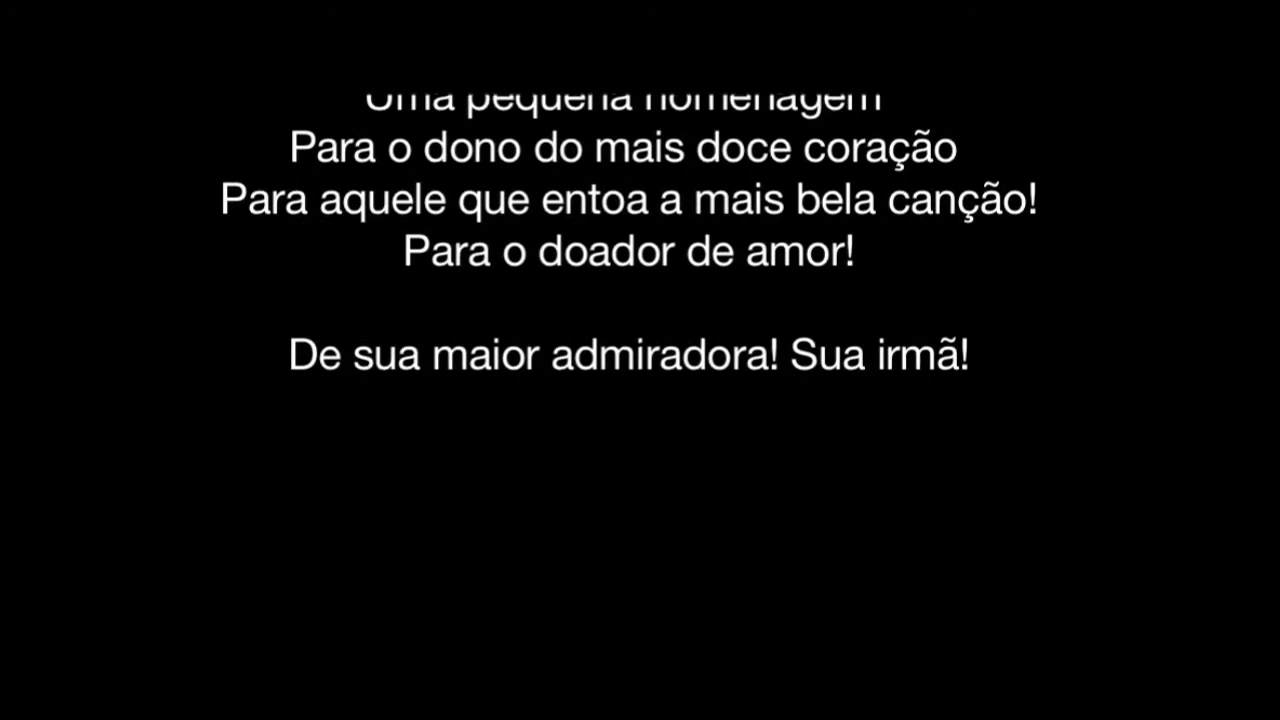 Uma pequena homenagem
Para o dono do mais doce coração
Para aquele que entoa a mais bela canção!
Para o doador de amor!
De sua maior admiradora! Sua irmã!